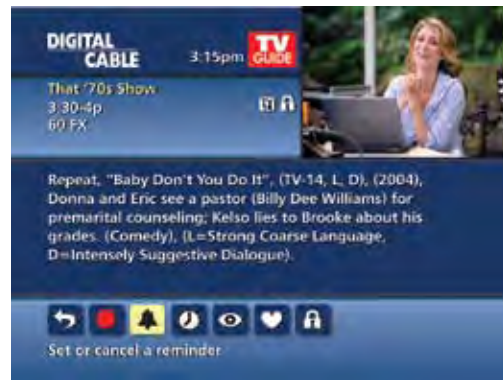 DIGITAL
CABLE
3:15pm
TV
GUIDE
That '70s Show
3:30-4p
60 FX
Repeat, "Baby Don't You Do It", (TV-14, L, D), (2004),
Donna and Eric see a pastor (Billy Dee Williams) for
premarital counseling; Kelso lies to Brooke about his
grades. (Comedy), (L=Strong Coarse Language,
D=Intensely Suggestive Dialogue).
Set or cancel a reminder